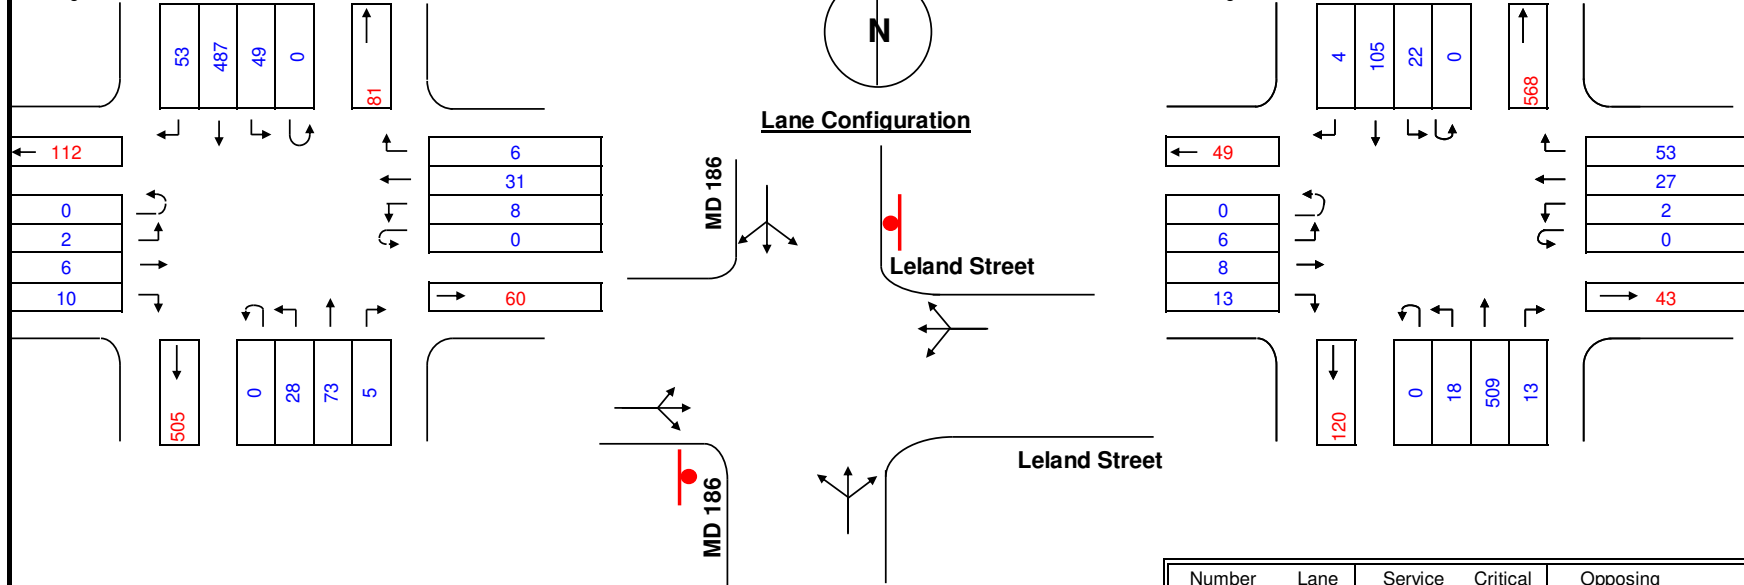 53 487 49 0 81
112
0
2
6
10
6
31
8
0
60
505
0 28 73 5
N
Lane Configuration
MD 186
Leland Street
Leland Street
MD 186
4 105 22 0 568
49
0
6
8
13
53
27
2
0
43
120
0 18 509 13
Number Lane Service Critical Opposing